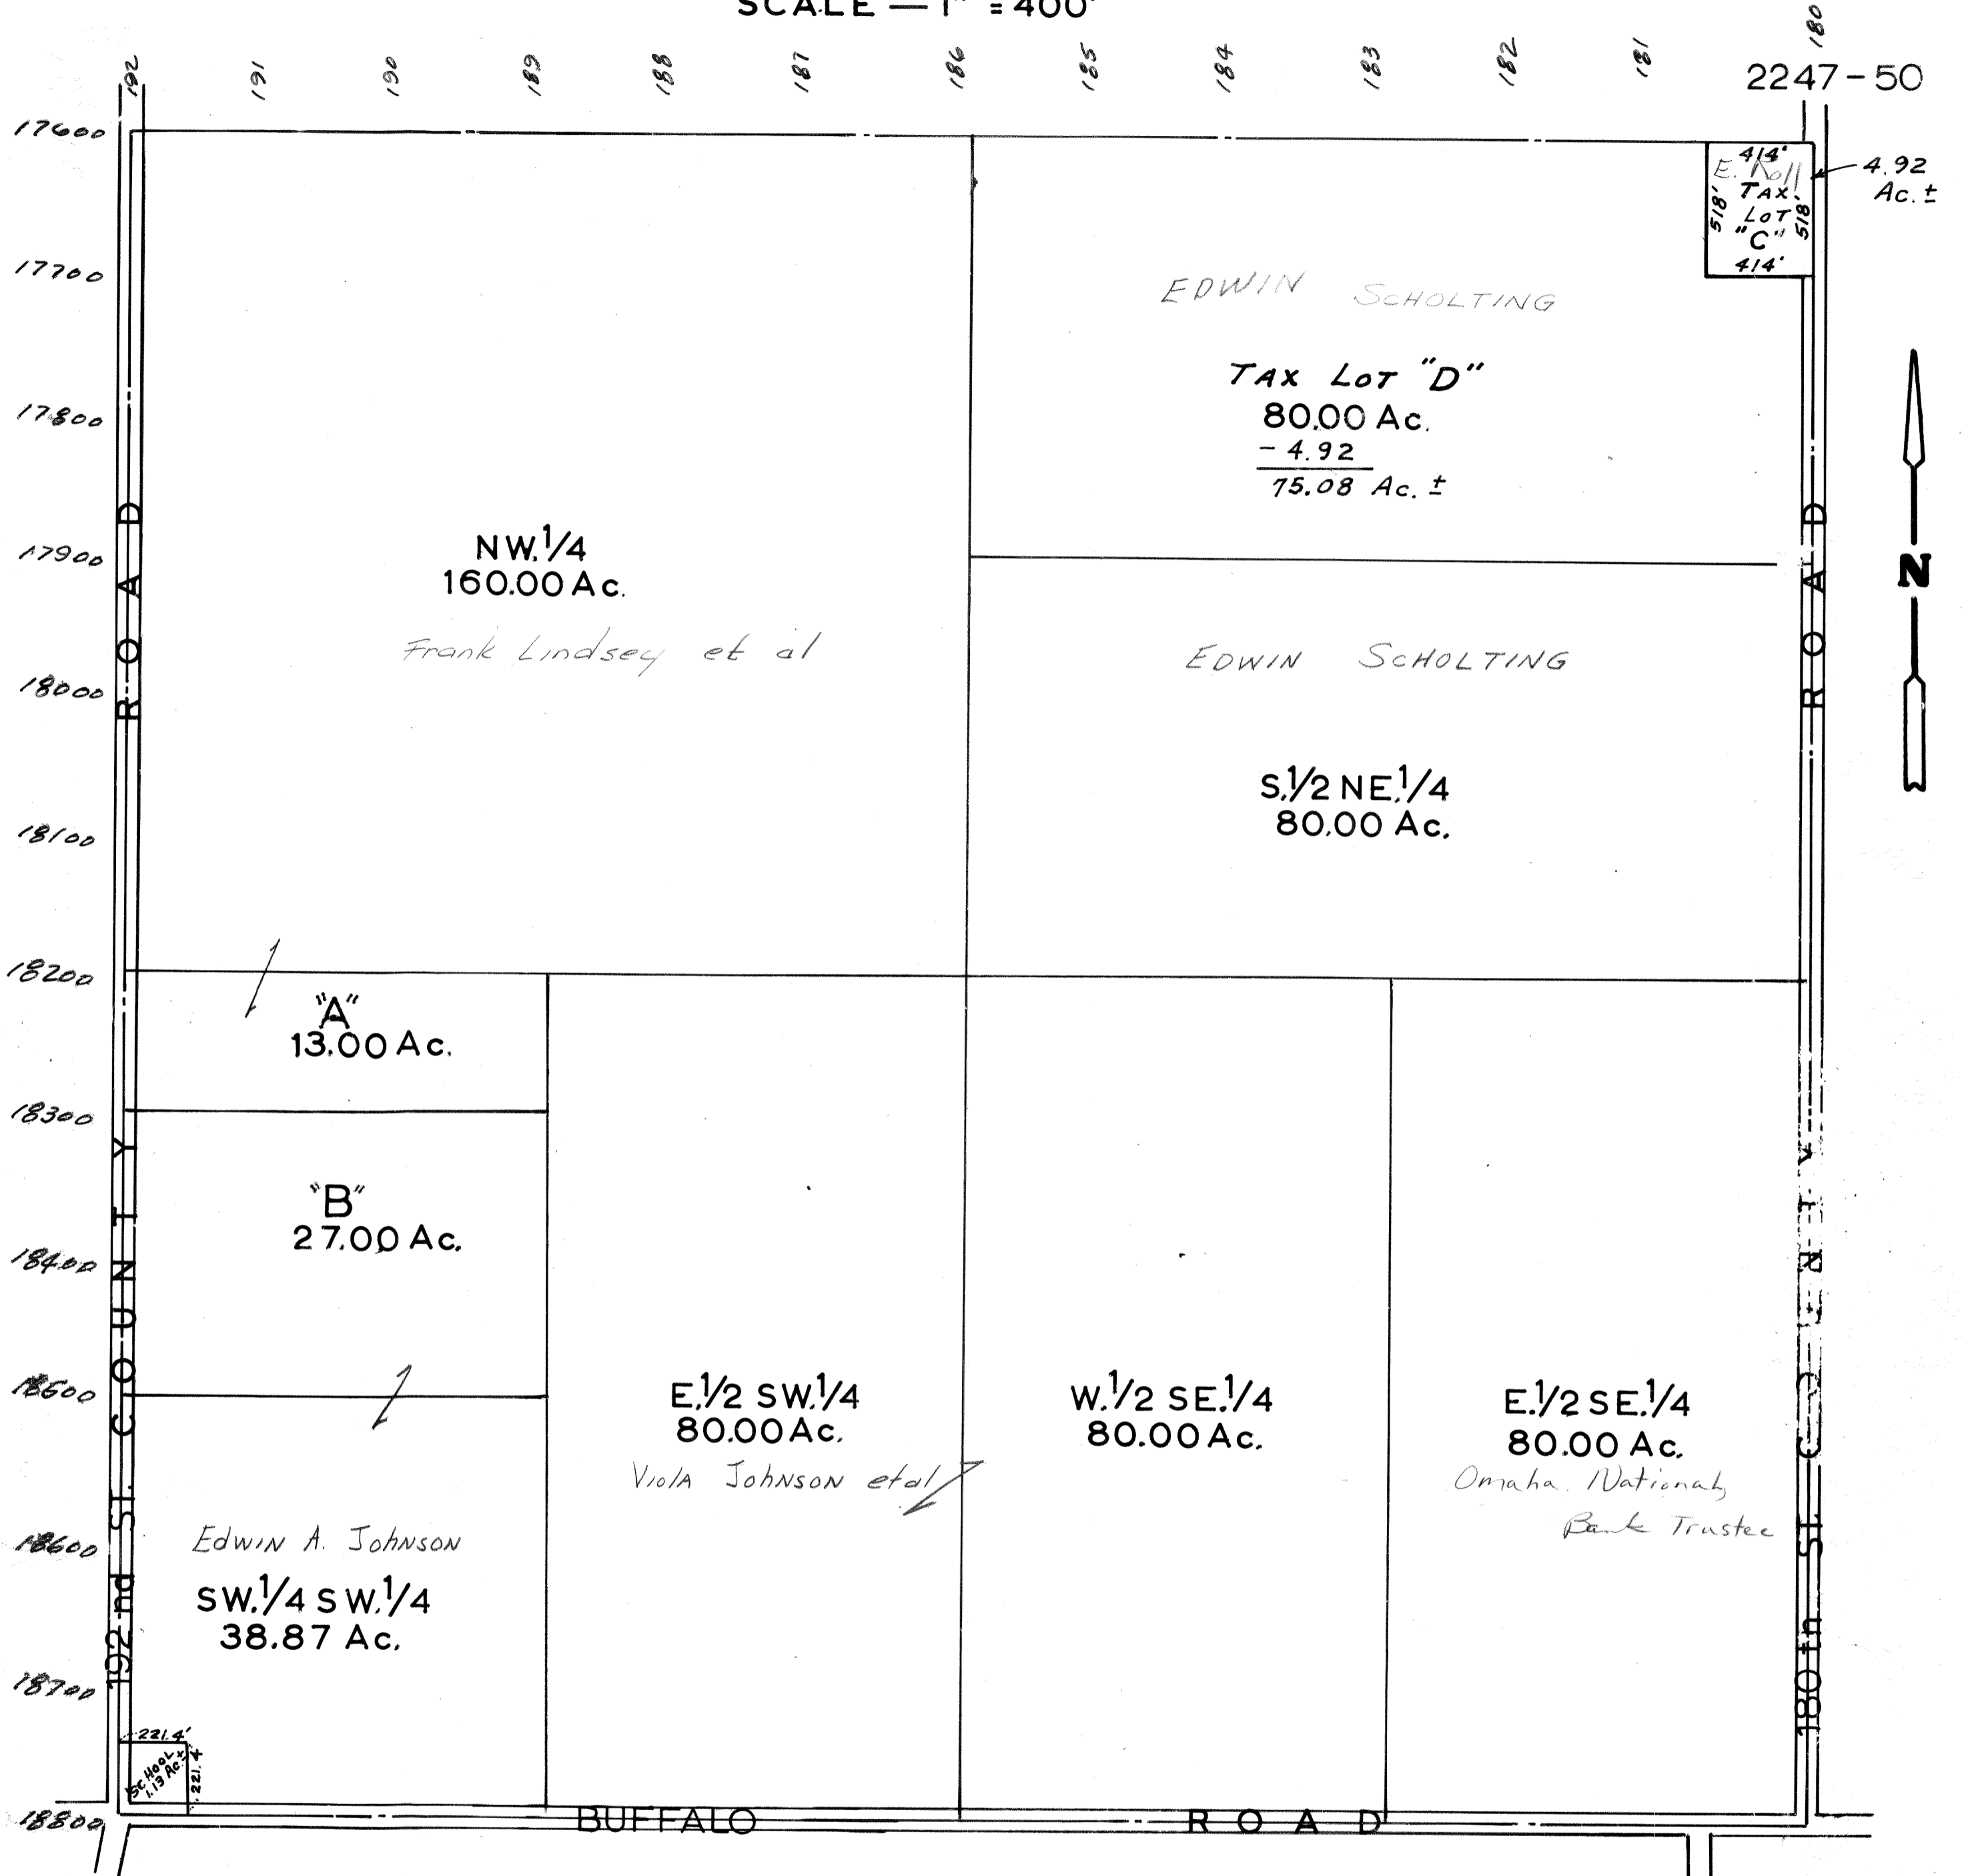 SCALE — 1" = 400'
192 191 190 189 188 187 186 185 184 183 182 181 180
2247-50
17600
17700
17800
17900
18000
18100
18200
18300
18400
18600
18700
18800
414'
E. Roll
TAX
LOT
"C"
414'
518'
518'
4.92
Ac. ±
EDWIN SCHOLTING
TAX LOT "D"
80.00 Ac.
- 4.92
75.08 Ac. ±
NW.1/4
160.00 Ac.
Frank Lindsey et al
EDWIN SCHOLTING
S.1/2 NE.1/4
80.00 Ac.
N
"A"
13.00 Ac.
"B"
27.00 Ac.
E.1/2 SW.1/4
80.00 Ac.
Viola Johnson et al
W.1/2 SE.1/4
80.00 Ac.
E.1/2 SE.1/4
80.00 Ac.
Omaha National
Bank Trustee
Edwin A. Johnson
SW.1/4 SW.1/4
38.87 Ac.
221.4'
SCHOOL
1.13 Ac. ±
221.4
192nd ST. COUNTY ROAD
180th ST. COUNTY ROAD
BUFFALO ROAD